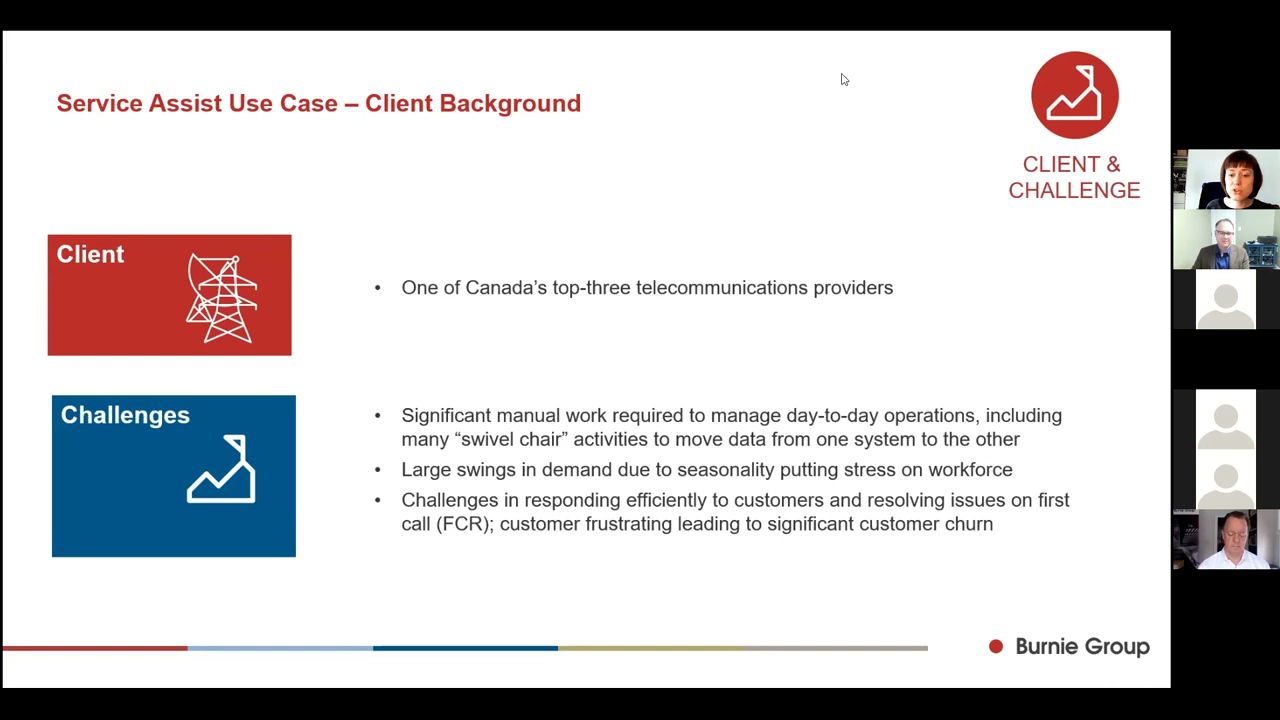 Service Assist Use Case – Client Background
CLIENT &
CHALLENGE
Client
• One of Canada’s top-three telecommunications providers
Challenges
• Significant manual work required to manage day-to-day operations, including
many “swivel chair” activities to move data from one system to the other
• Large swings in demand due to seasonality putting stress on workforce
• Challenges in responding efficiently to customers and resolving issues on first
call (FCR); customer frustrating leading to significant customer churn
Burnie Group